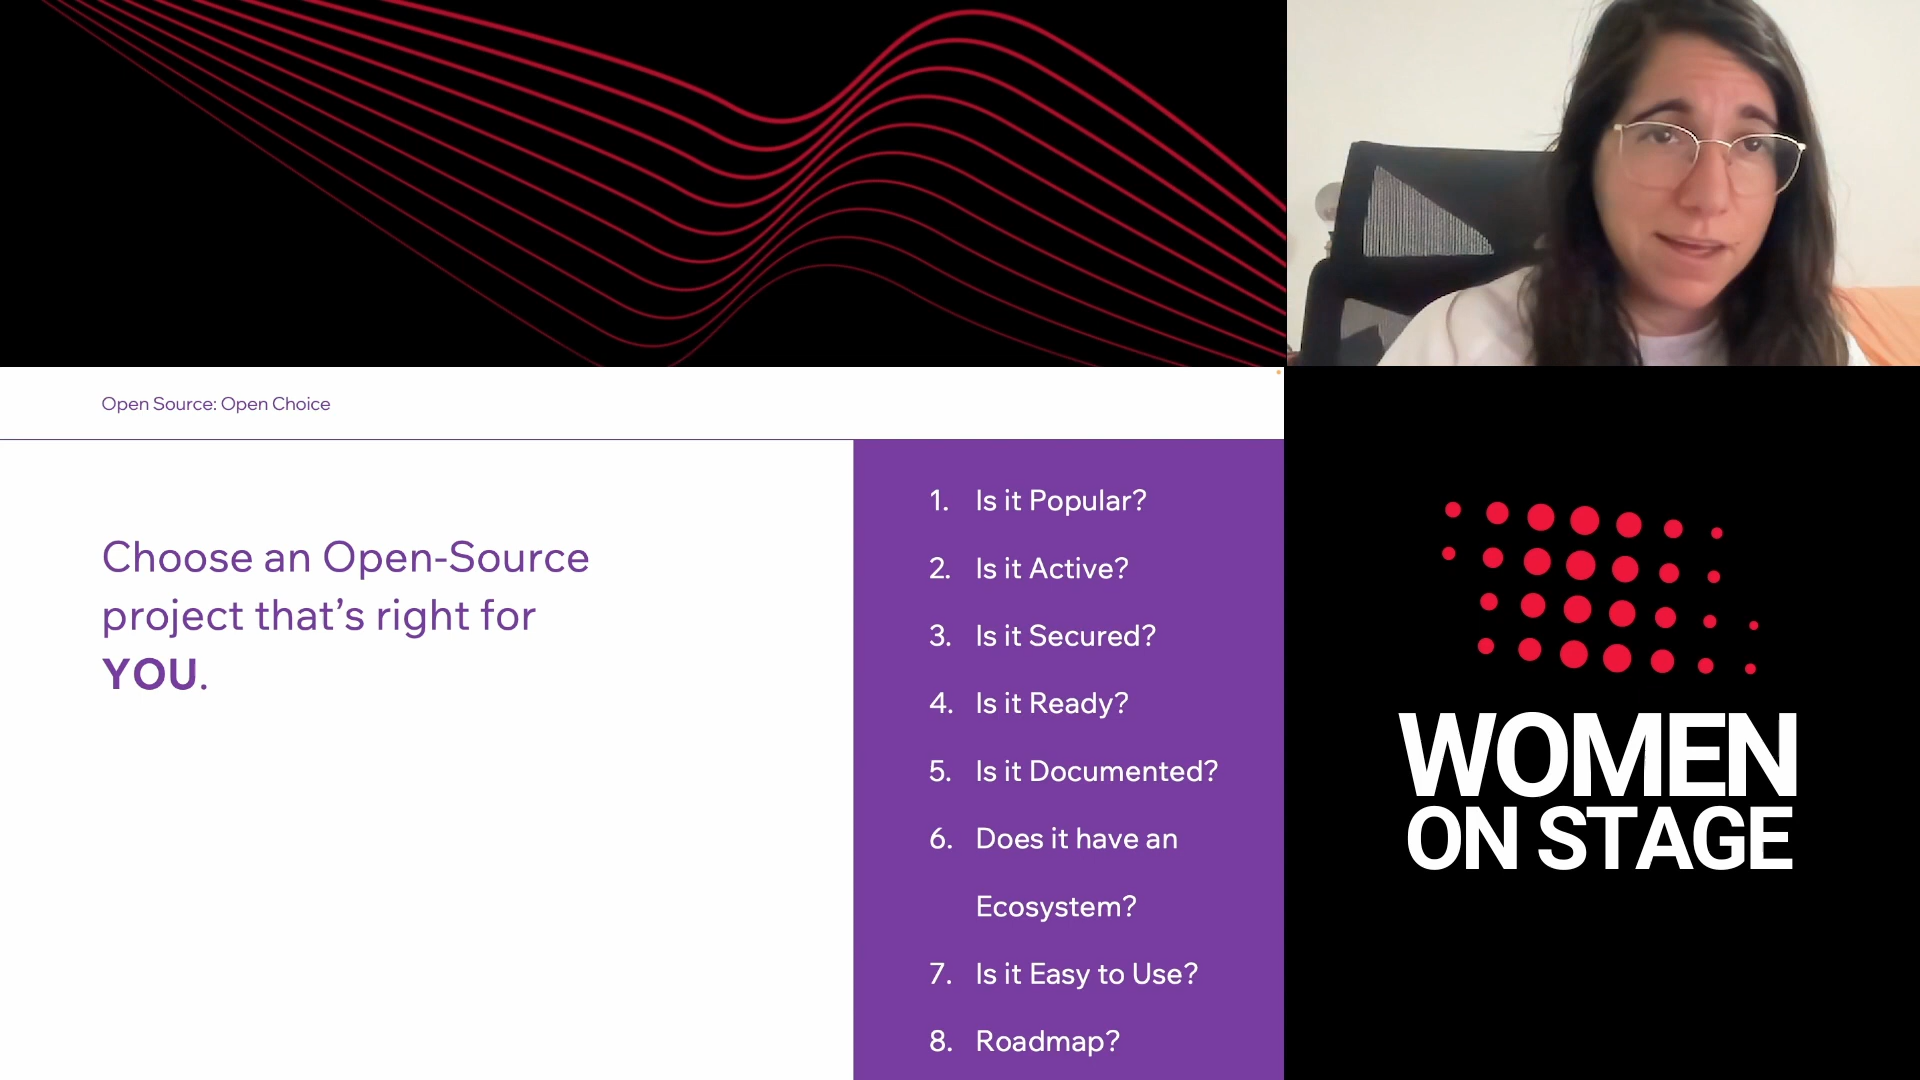 Open Source: Open Choice
Choose an Open-Source
project that’s right for
YOU.
1. Is it Popular?
2. Is it Active?
3. Is it Secured?
4. Is it Ready?
5. Is it Documented?
6. Does it have an
Ecosystem?
7. Is it Easy to Use?
8. Roadmap?
WOMEN
ON STAGE